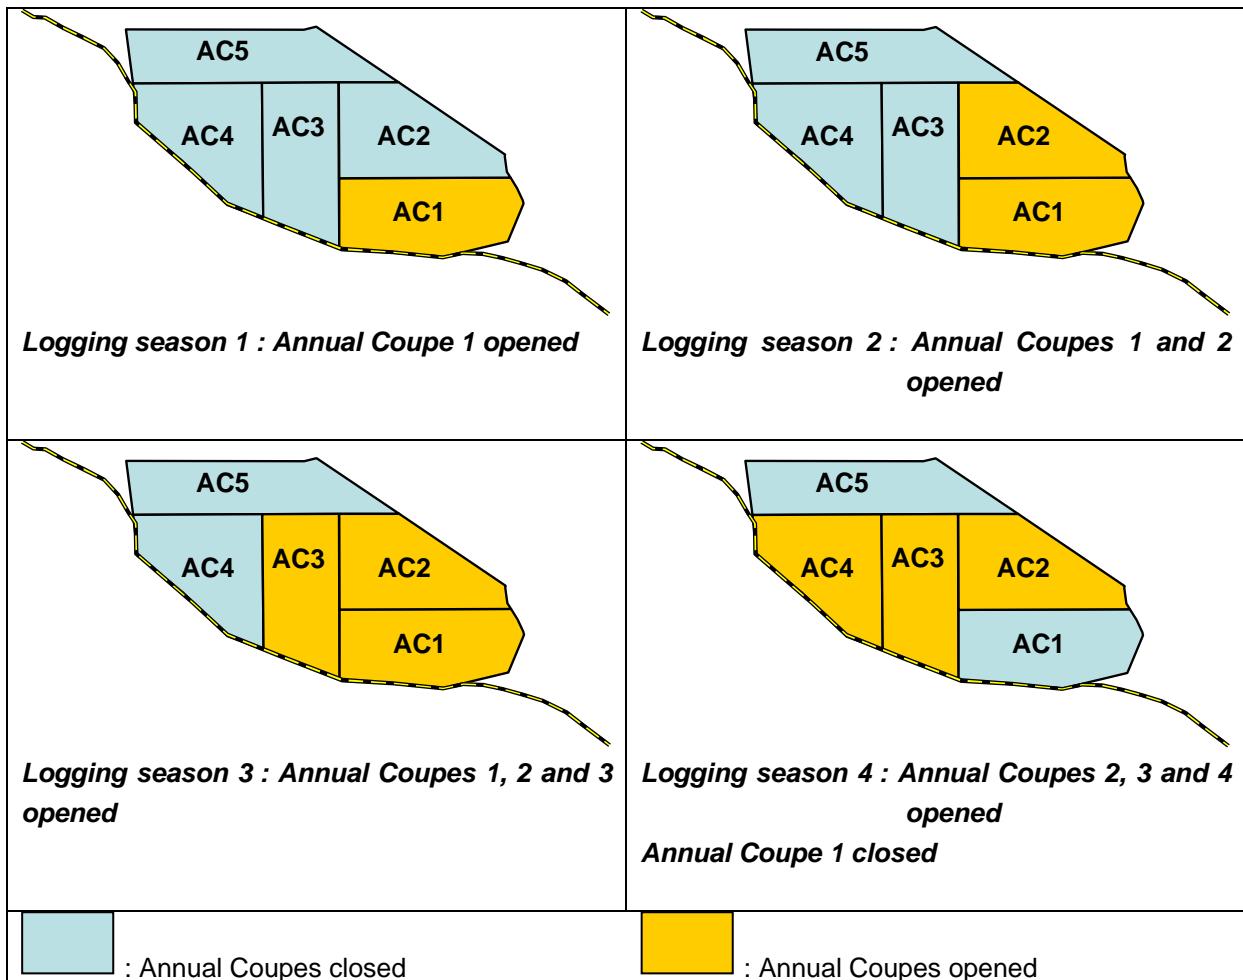 AC5
AC4
AC3
AC2
AC1
Logging season 1 : Annual Coupe 1 opened
AC5
AC4
AC3
AC2
AC1
Logging season 2 : Annual Coupes 1 and 2
opened
AC5
AC4
AC3
AC2
AC1
Logging season 3 : Annual Coupes 1, 2 and 3
opened
AC5
AC4
AC3
AC2
AC1
Logging season 4 : Annual Coupes 2, 3 and 4
opened
Annual Coupe 1 closed
: Annual Coupes closed
: Annual Coupes opened